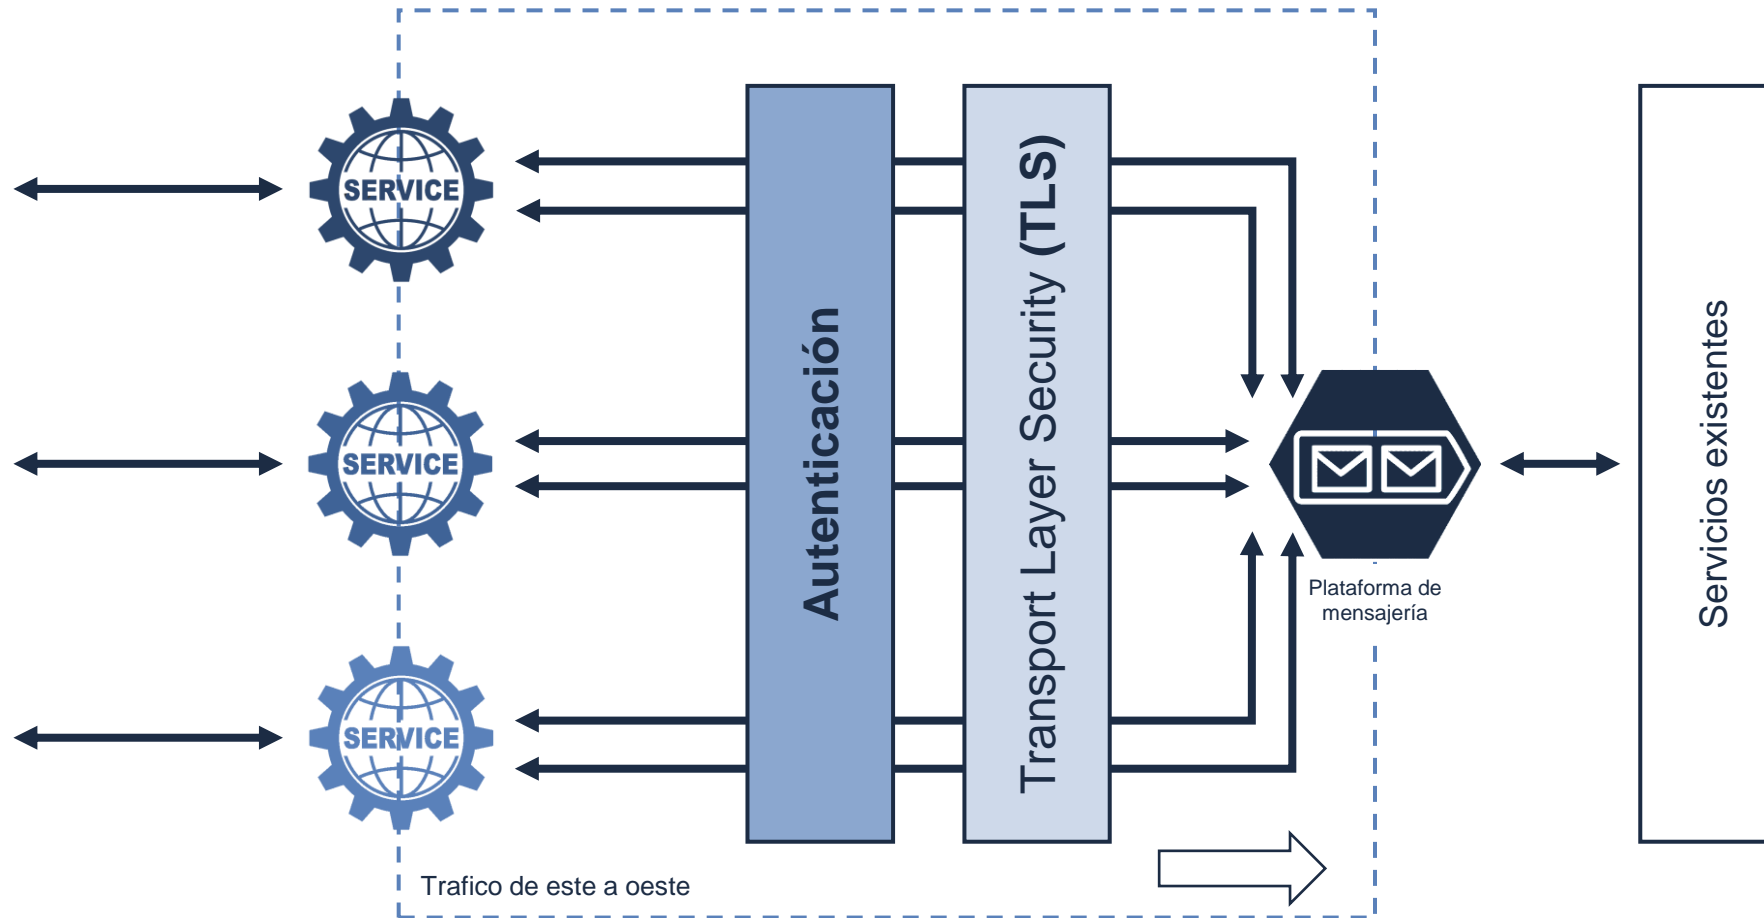 SERVICE
SERVICE
SERVICE
Autenticación
Transport Layer Security (TLS)
Plataforma de
mensajería
Servicios existentes
Trafico de este a oeste